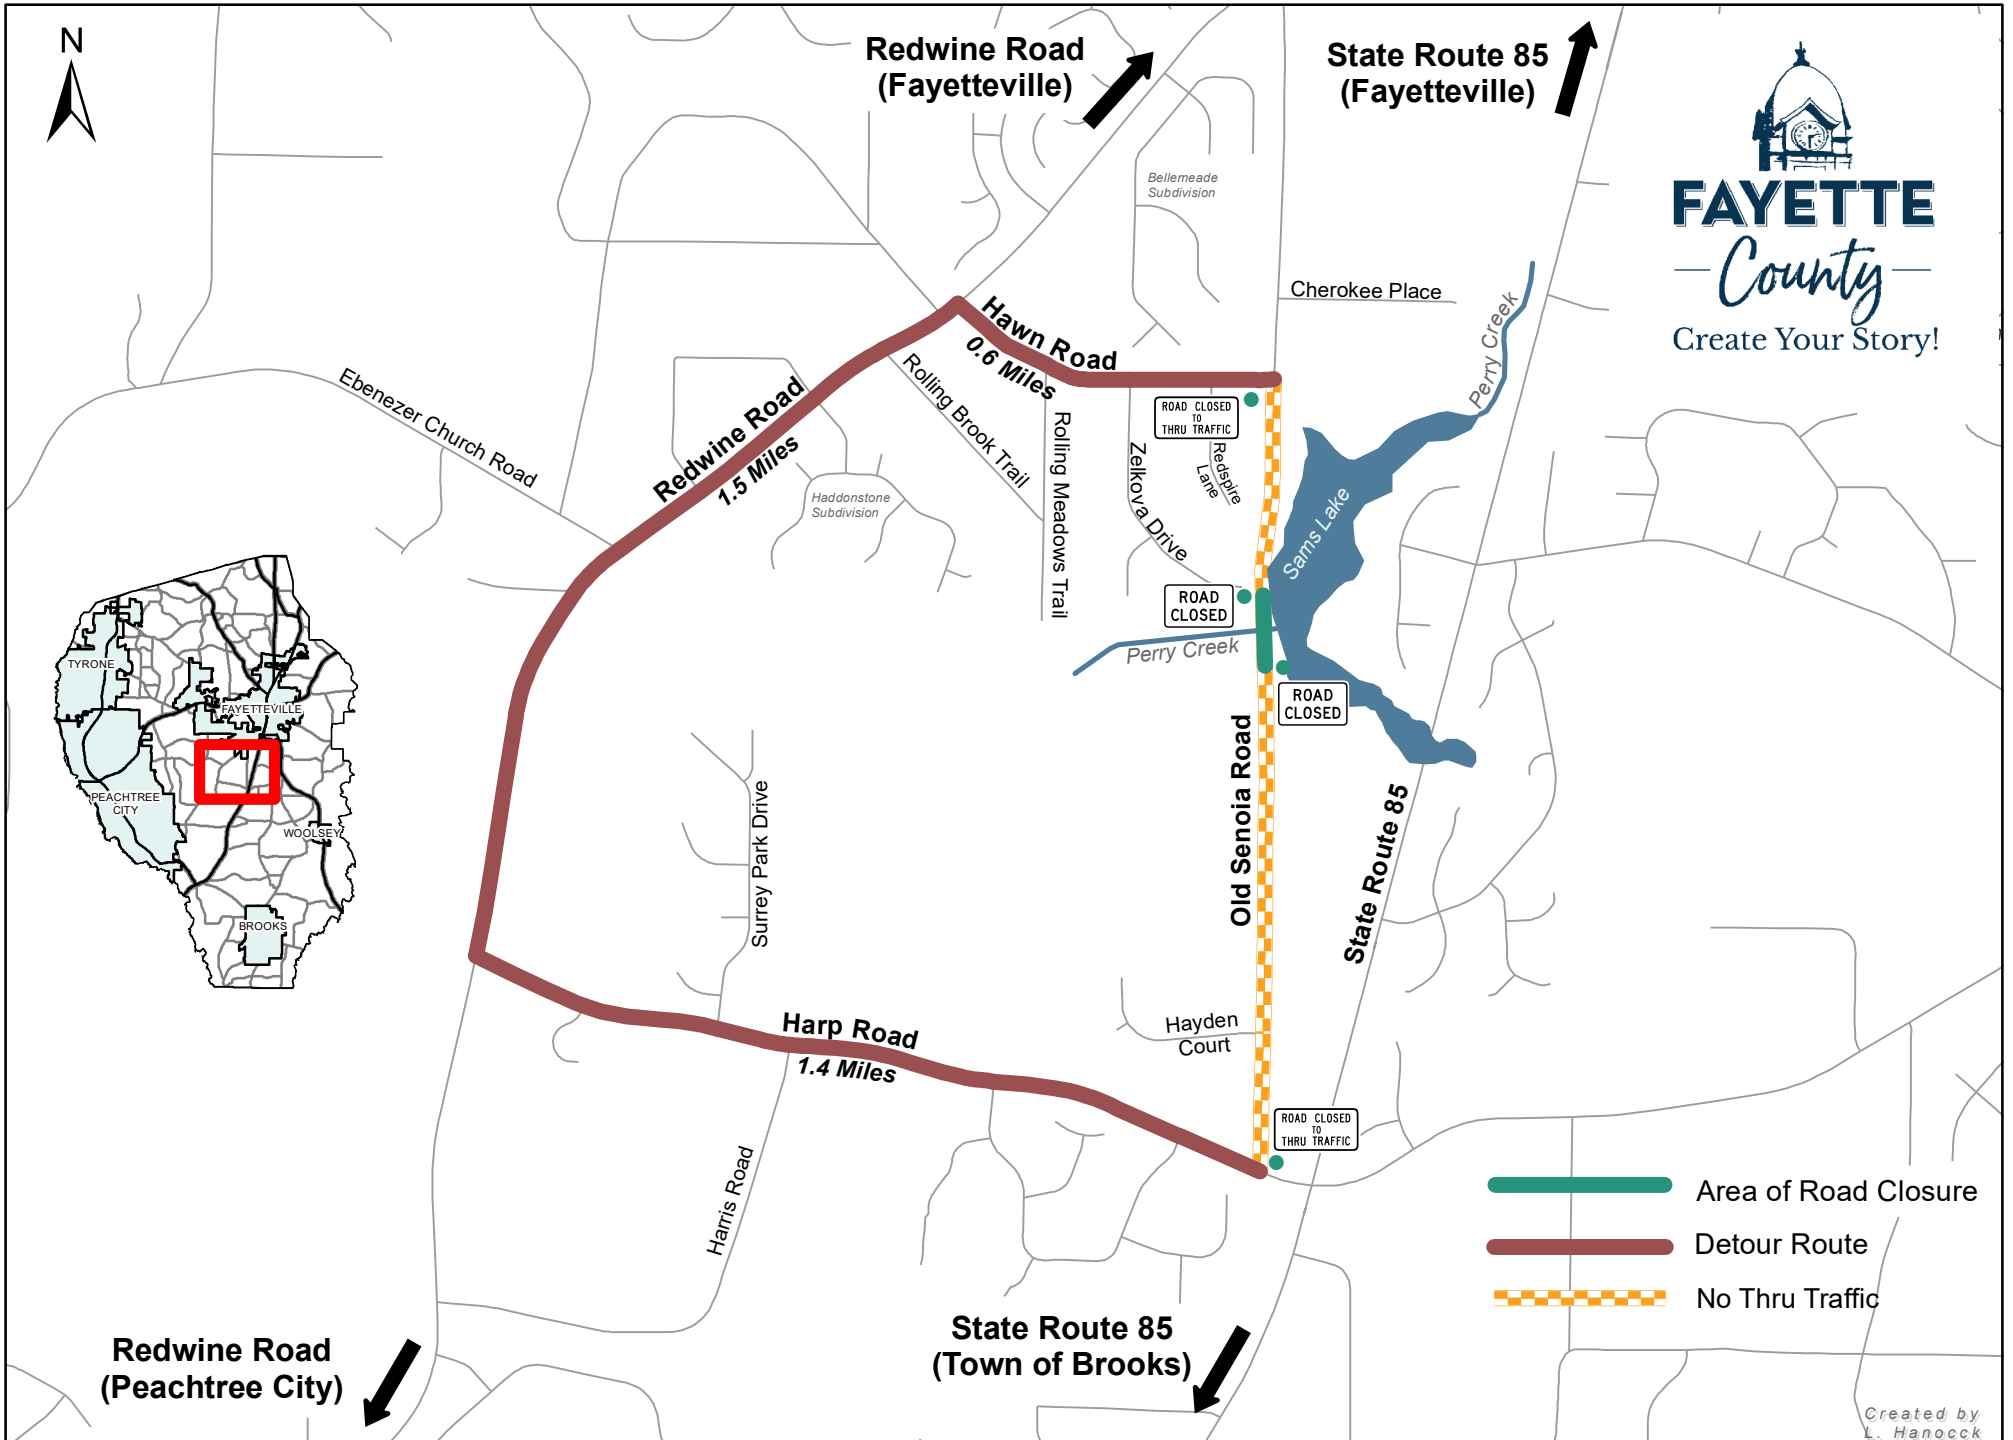 N
Redwine Road
(Fayetteville)
State Route 85
(Fayetteville)
FAYETTE
County
Create Your Story!
Bellemeade
Subdivision
Cherokee Place
Perry Creek
Hawn Road
0.6 Miles
Ebenezer Church Road
Redwine Road
1.5 Miles
Rolling Brook Trail
Rolling Meadows Trail
Zelkova Drive
Redspire
Lane
ROAD CLOSED
TO
THRU TRAFFIC
Haddonstone
Subdivision
Sams Lake
ROAD
CLOSED
Perry Creek
ROAD
CLOSED
TYRONE
FAYETTEVILLE
PEACHTREE
CITY
WOOLSEY
BROOKS
Old Senoia Road
State Route 85
Surrey Park Drive
Harp Road
1.4 Miles
Hayden
Court
ROAD CLOSED
TO
THRU TRAFFIC
Harris Road
Area of Road Closure
Detour Route
No Thru Traffic
Redwine Road
(Peachtree City)
State Route 85
(Town of Brooks)
Created by
L. Hanocck